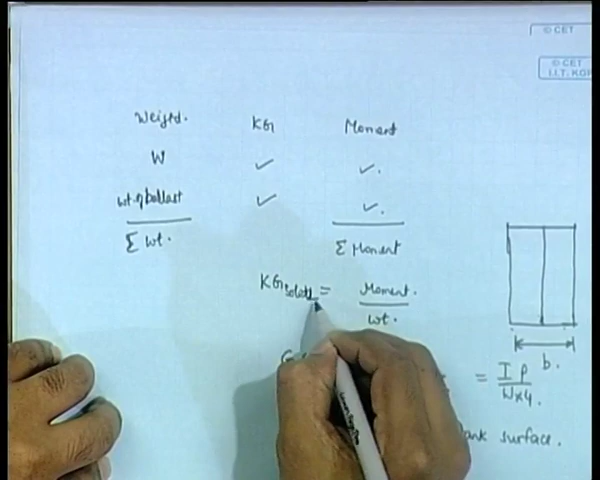 © CET
© CET
I.I.T. KGP
Weight. KG Moment
W ✓ ✓.
wt. of ballast ✓ ✓.
Σ wt. Σ Moment
KG = Moment.
wt.
b.
= I ρ
W×4.
tank surface.